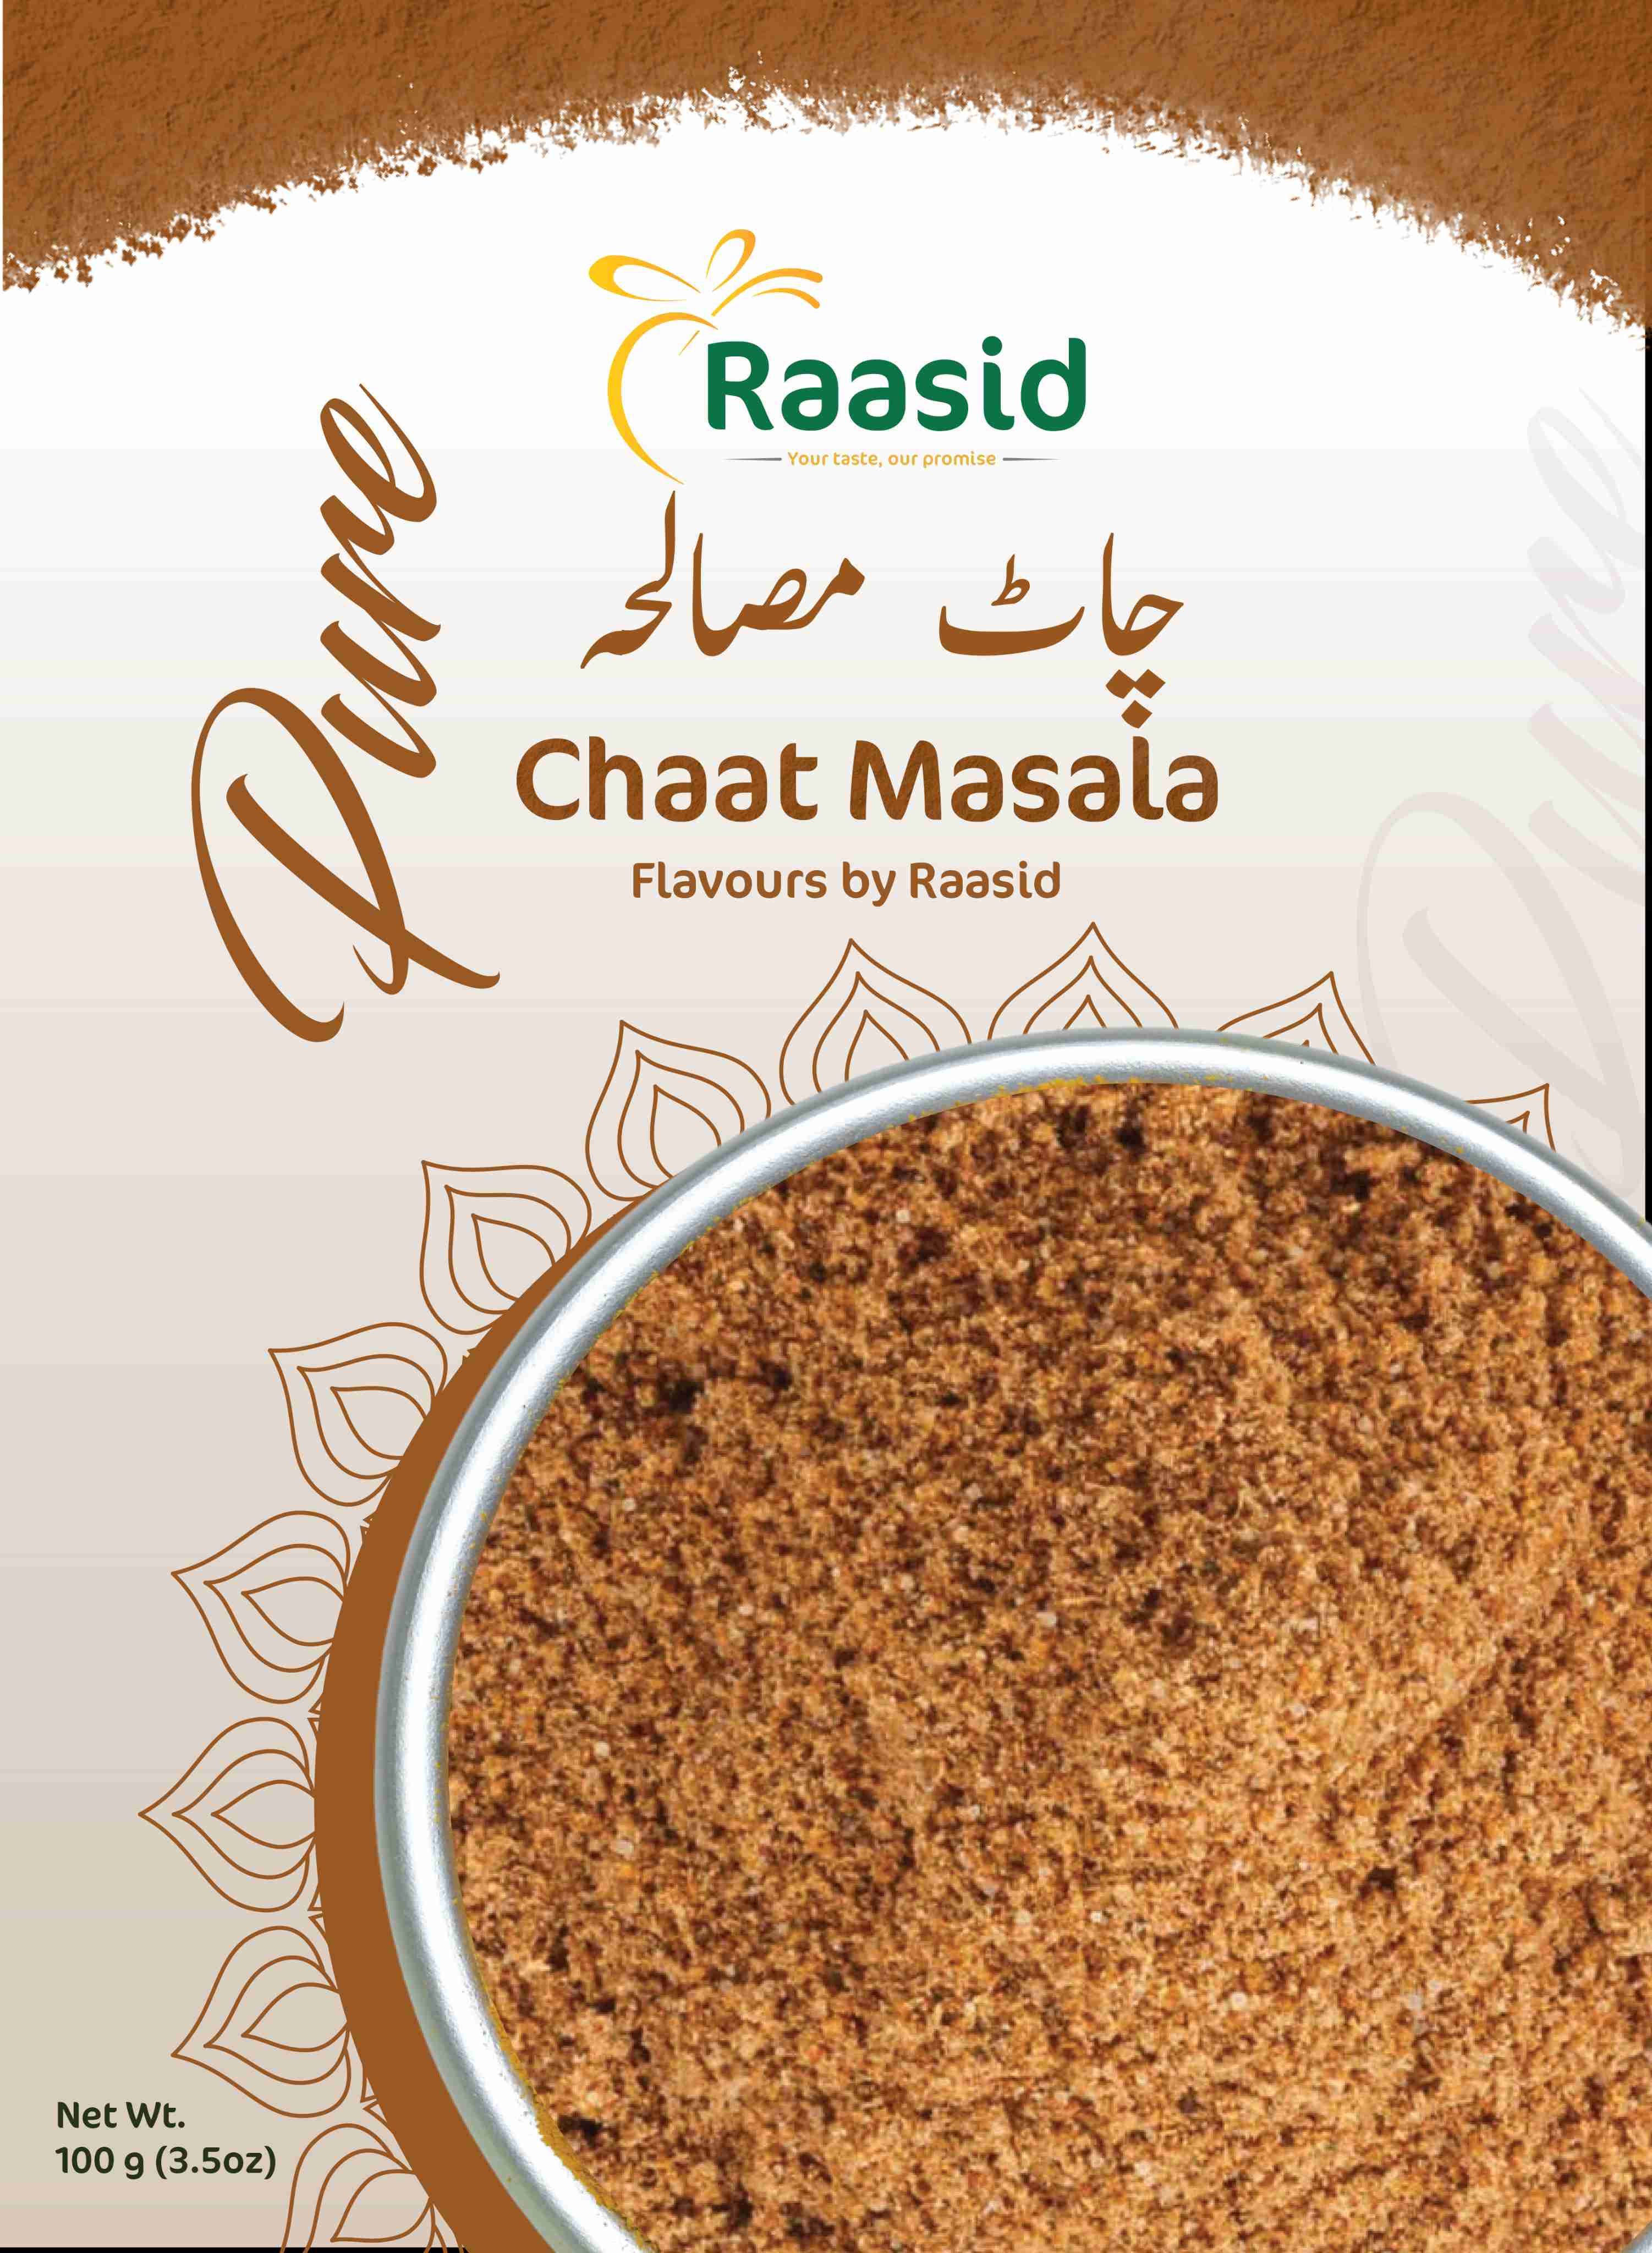 Raasid
Your taste, our promise
Pure
چاٹ مصالحہ
Chaat Masala
Flavours by Raasid
Pure
Net Wt.
100 g (3.5oz)